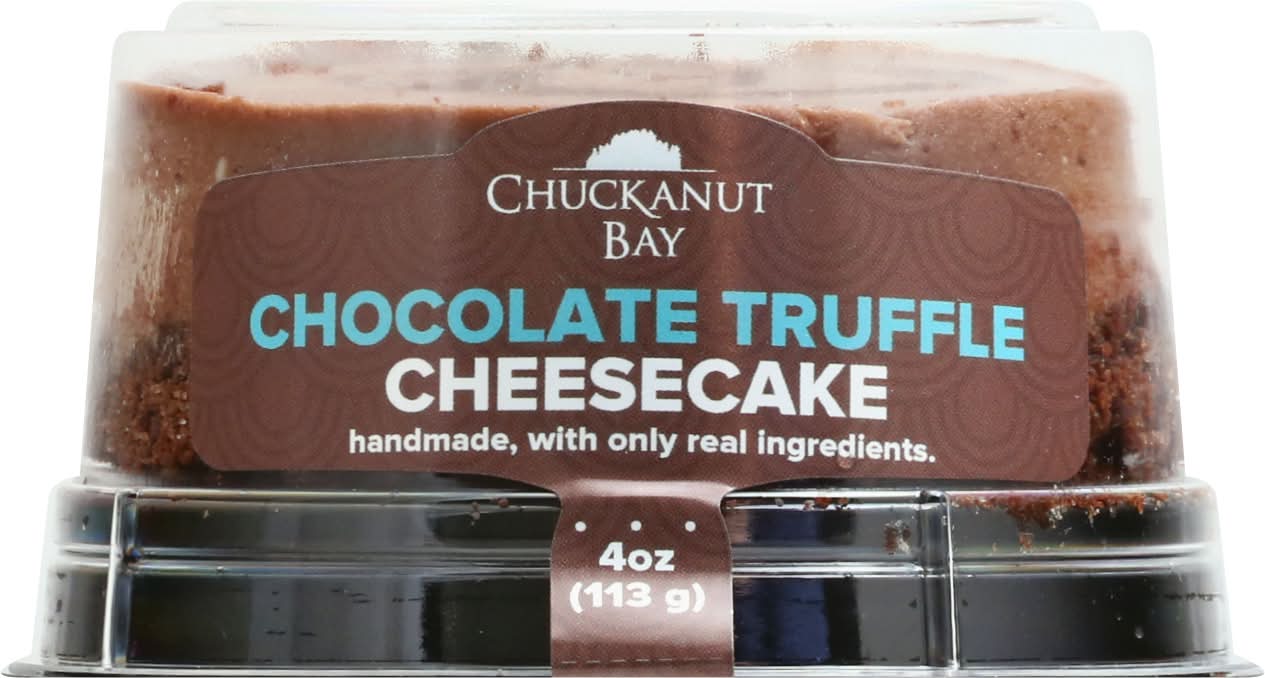 CHUCKANUT
BAY
CHOCOLATE TRUFFLE
CHEESECAKE
handmade, with only real ingredients.
4oz
(113 g)